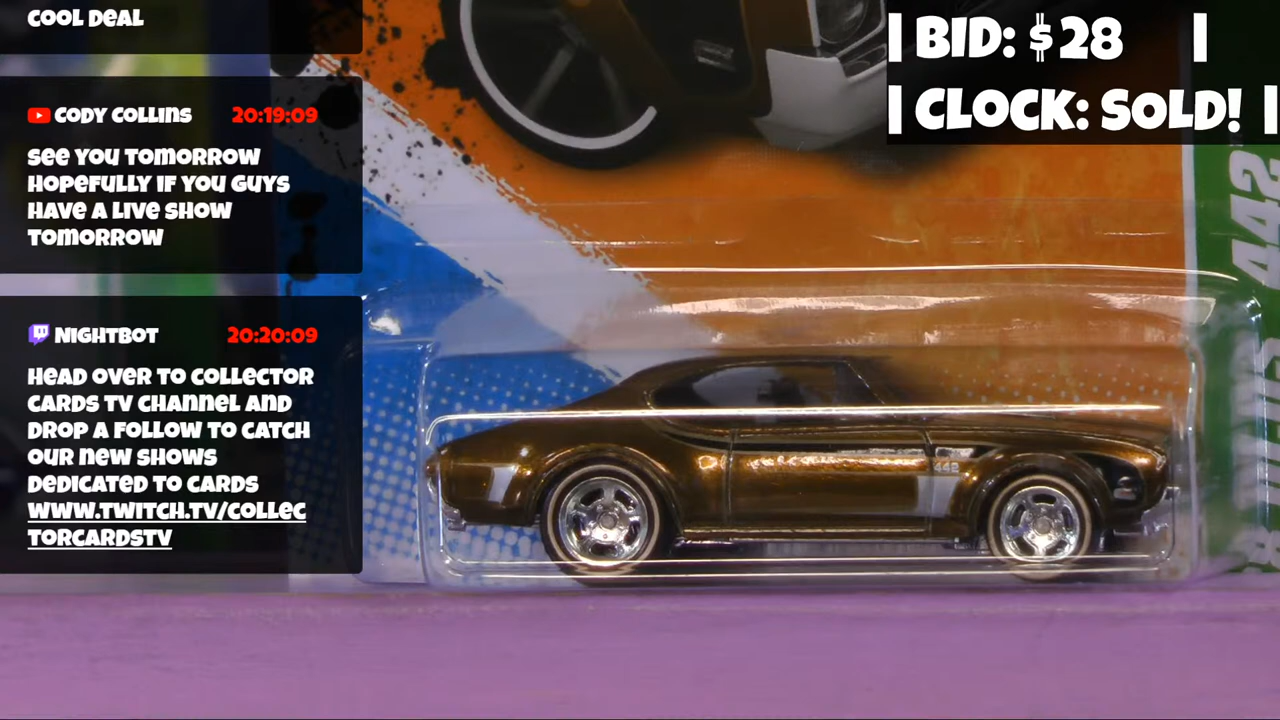 COOL DEAL
CODY COLLINS 20:19:09
SEE YOU TOMORROW
HOPEFULLY IF YOU GUYS
HAVE A LIVE SHOW
TOMORROW
NIGHTBOT 20:20:09
HEAD OVER TO COLLECTOR
CARDS TV CHANNEL AND
DROP A FOLLOW TO CATCH
OUR NEW SHOWS
DEDICATED TO CARDS
WWW.TWITCH.TV/COLLEC
TORCARDSTV
| BID: $28 |
| CLOCK: SOLD! |
442
442